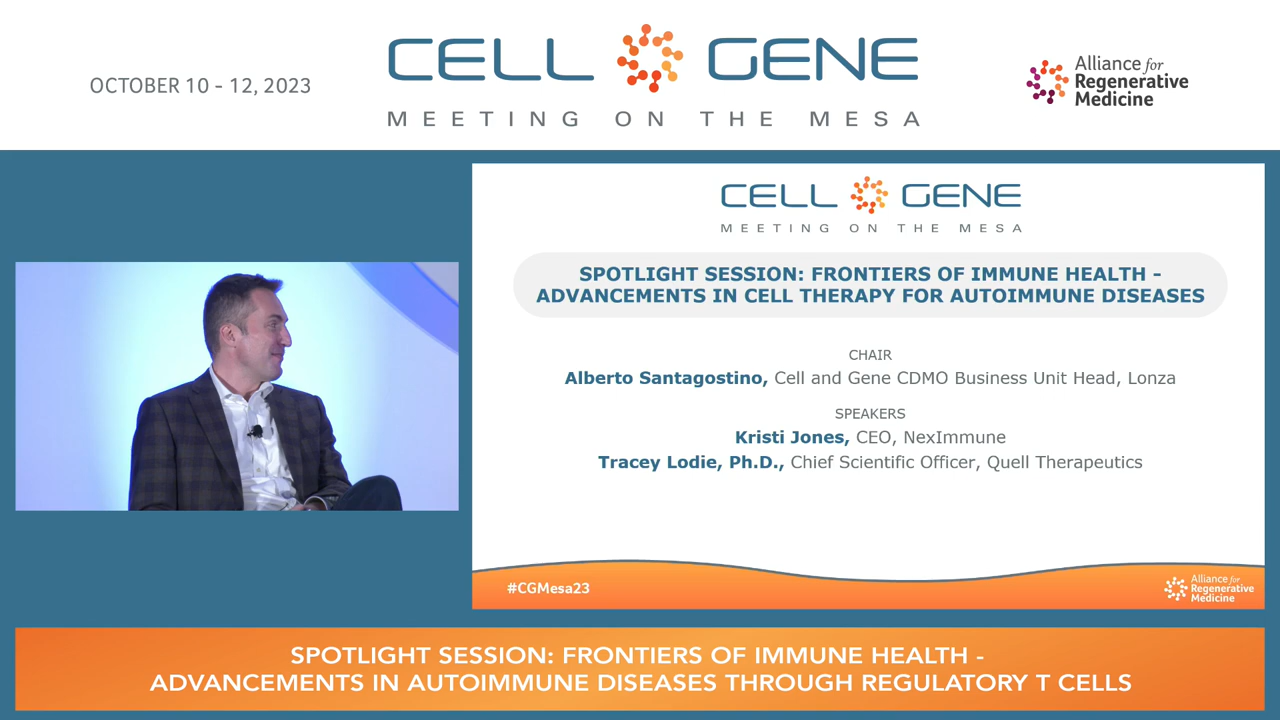 OCTOBER 10 - 12, 2023
CELL GENE
MEETING ON THE MESA
Alliance for
Regenerative
Medicine
CELL GENE
MEETING ON THE MESA
SPOTLIGHT SESSION: FRONTIERS OF IMMUNE HEALTH -
ADVANCEMENTS IN CELL THERAPY FOR AUTOIMMUNE DISEASES
CHAIR
Alberto Santagostino, Cell and Gene CDMO Business Unit Head, Lonza
SPEAKERS
Kristi Jones, CEO, NexImmune
Tracey Lodie, Ph.D., Chief Scientific Officer, Quell Therapeutics
#CGMesa23
Alliance for
Regenerative
Medicine
SPOTLIGHT SESSION: FRONTIERS OF IMMUNE HEALTH -
ADVANCEMENTS IN AUTOIMMUNE DISEASES THROUGH REGULATORY T CELLS